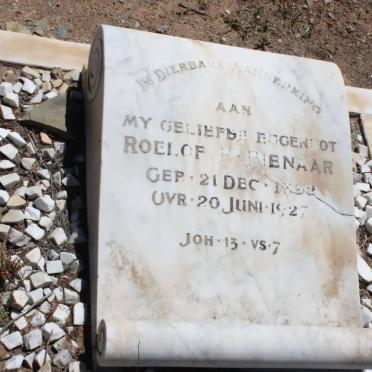 IN DIERBARE AANDENKING
AAN
MY GELIEFDE EGGENOOT
ROELOF BIENAAR
GEB · 21 DEC ·
OVR · 20 JUNI · 1927
JOH · 13 · VS · 7